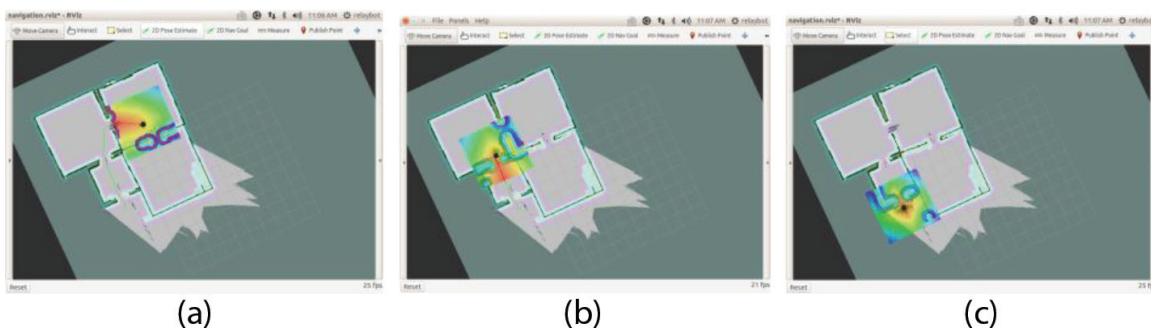 navigation.rviz* - RViz 11:06 AM relaybot
Move Camera Interact Select 2D Pose Estimate 2D Nav Goal Measure Publish Point
Reset 25 fps
(a)
File Panels Help 11:07 AM relaybot
Move Camera Interact Select 2D Pose Estimate 2D Nav Goal Measure Publish Point
Reset 21 fps
(b)
navigation.rviz* - RViz 11:07 AM relaybot
Move Camera Interact Select 2D Pose Estimate 2D Nav Goal Measure Publish Point
Reset 25 fps
(c)